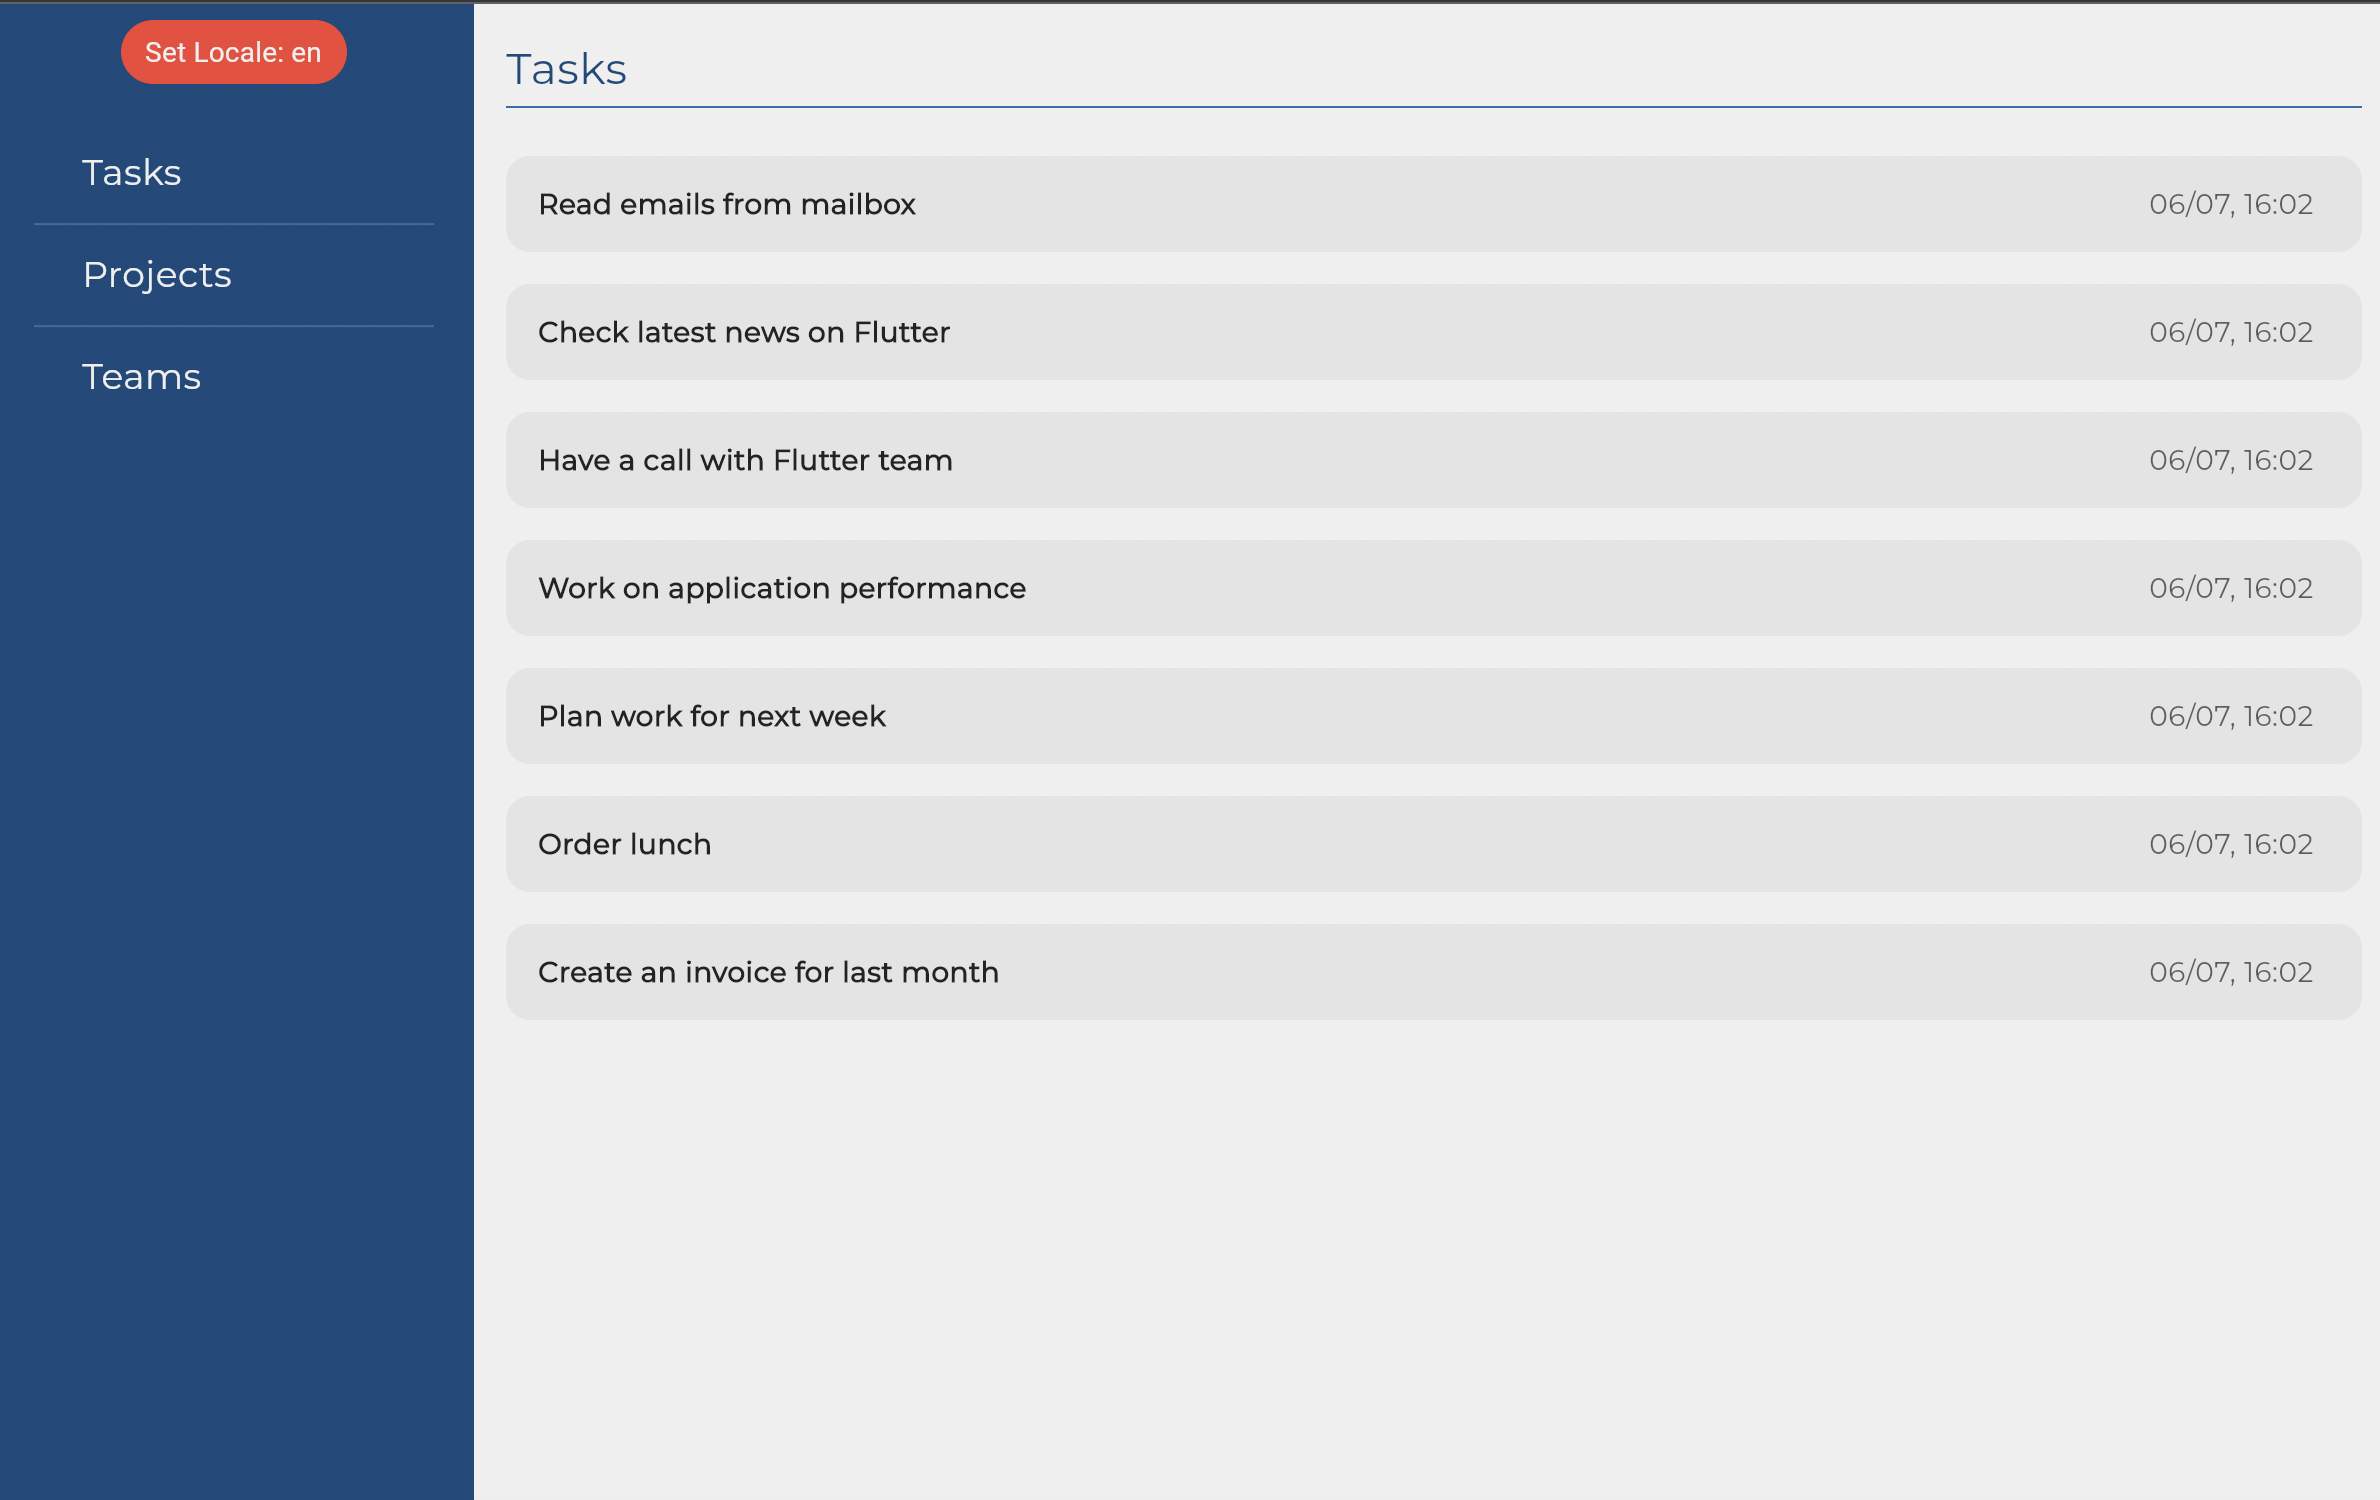 Set Locale: en
Tasks
Projects
Teams
Tasks
Read emails from mailbox 06/07, 16:02
Check latest news on Flutter 06/07, 16:02
Have a call with Flutter team 06/07, 16:02
Work on application performance 06/07, 16:02
Plan work for next week 06/07, 16:02
Order lunch 06/07, 16:02
Create an invoice for last month 06/07, 16:02